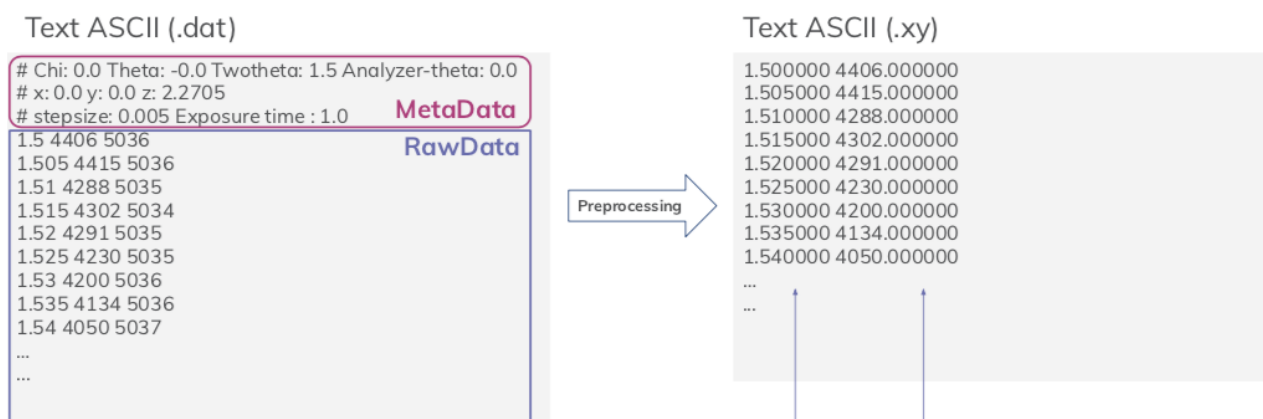 Text ASCII (.dat)
# Chi: 0.0 Theta: -0.0 Twotheta: 1.5 Analyzer-theta: 0.0
# x: 0.0 y: 0.0 z: 2.2705
# stepsize: 0.005 Exposure time : 1.0
MetaData
RawData
1.5 4406 5036
1.505 4415 5036
1.51 4288 5035
1.515 4302 5034
1.52 4291 5035
1.525 4230 5035
1.53 4200 5036
1.535 4134 5036
1.54 4050 5037
...
...
Preprocessing
Text ASCII (.xy)
1.500000 4406.000000
1.505000 4415.000000
1.510000 4288.000000
1.515000 4302.000000
1.520000 4291.000000
1.525000 4230.000000
1.530000 4200.000000
1.535000 4134.000000
1.540000 4050.000000
...
...